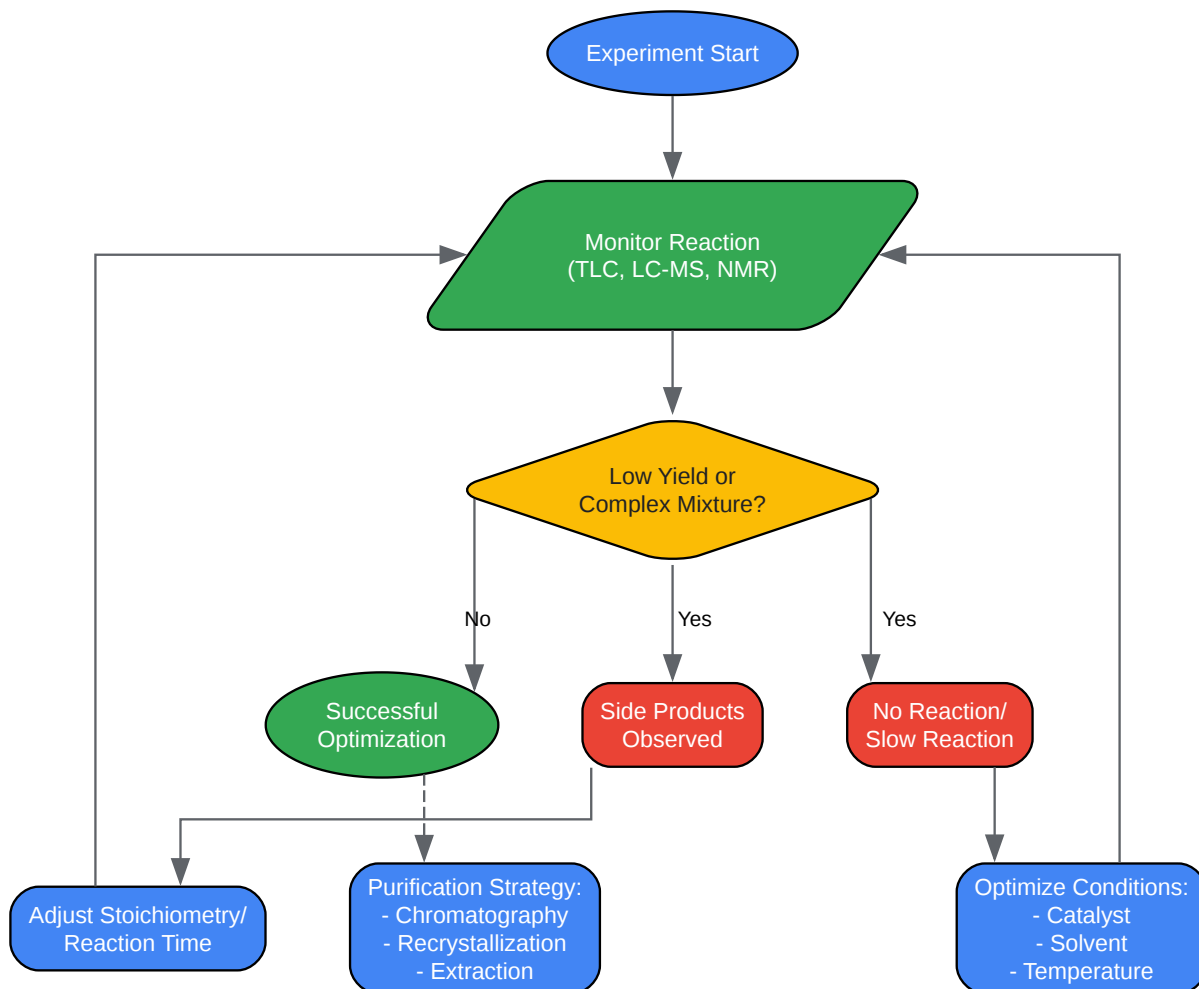 Experiment Start
Monitor Reaction
(TLC, LC-MS, NMR)
Low Yield or
Complex Mixture?
No
Yes
Yes
Successful
Optimization
Side Products
Observed
No Reaction/
Slow Reaction
Adjust Stoichiometry/
Reaction Time
Purification Strategy:
- Chromatography
- Recrystallization
- Extraction
Optimize Conditions:
- Catalyst
- Solvent
- Temperature